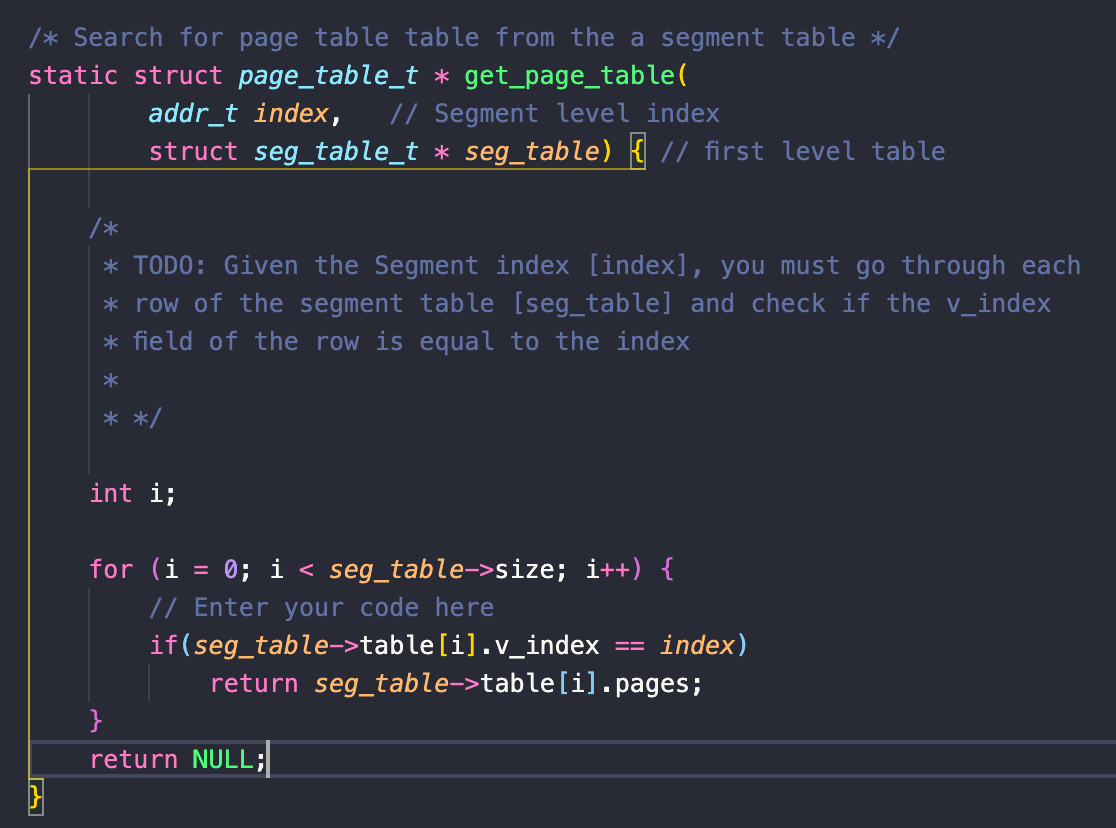 /* Search for page table table from the a segment table */
static struct page_table_t * get_page_table(
        addr_t index,   // Segment level index
        struct seg_table_t * seg_table) { // first level table
    /*
     * TODO: Given the Segment index [index], you must go through each
     * row of the segment table [seg_table] and check if the v_index
     * field of the row is equal to the index
     *
     * */
    int i;
    for (i = 0; i < seg_table->size; i++) {
        // Enter your code here
        if(seg_table->table[i].v_index == index)
            return seg_table->table[i].pages;
    }
    return NULL;
}